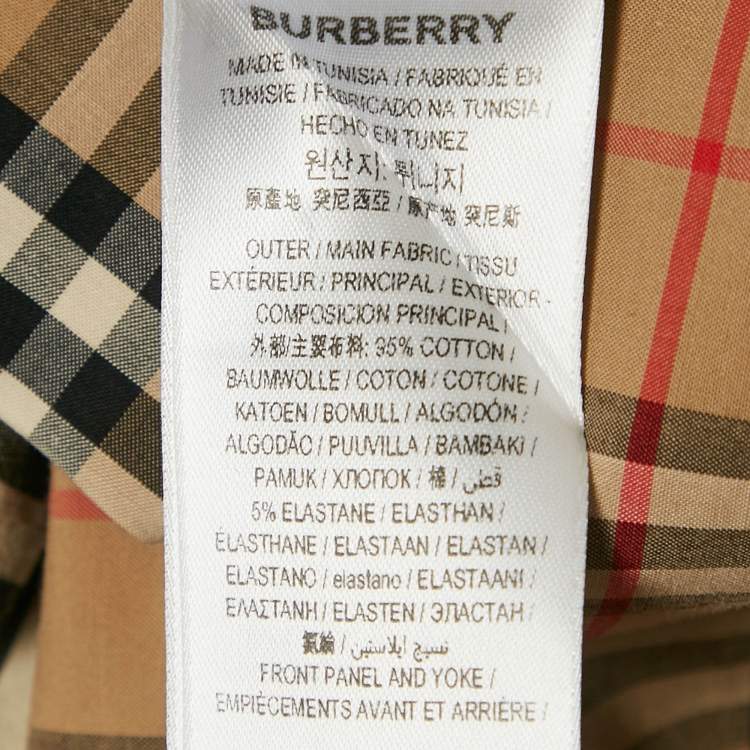 BURBERRY
MADE IN TUNISIA / FABRIQUÉ EN
TUNISIE / FABRICADO NA TUNISIA /
HECHO EN TÚNEZ
원산지: 튀니지
原產地 突尼西亞 / 原产地 突尼斯
OUTER / MAIN FABRIC / TISSU
EXTÉRIEUR / PRINCIPAL / EXTERIOR -
COMPOSICION PRINCIPAL /
外部/主要布料: 95% COTTON /
BAUMWOLLE / COTON / COTONE /
KATOEN / BOMULL / ALGODÓN /
ALGODÃO / PUUVILLA / BAMBAKI /
PAMUK / ХЛОПОК / 棉 / قطن
5% ELASTANE / ELASTHAN /
ÉLASTHANE / ELASTAAN / ELASTAN /
ELASTANO / elastano / ELASTAANI /
ΕΛΑΣΤΑΝΗ / ELASTEN / ЭЛАСТАН /
氨綸 / نسيج ايلاستين /
FRONT PANEL AND YOKE /
EMPIÈCEMENTS AVANT ET ARRIÈRE /